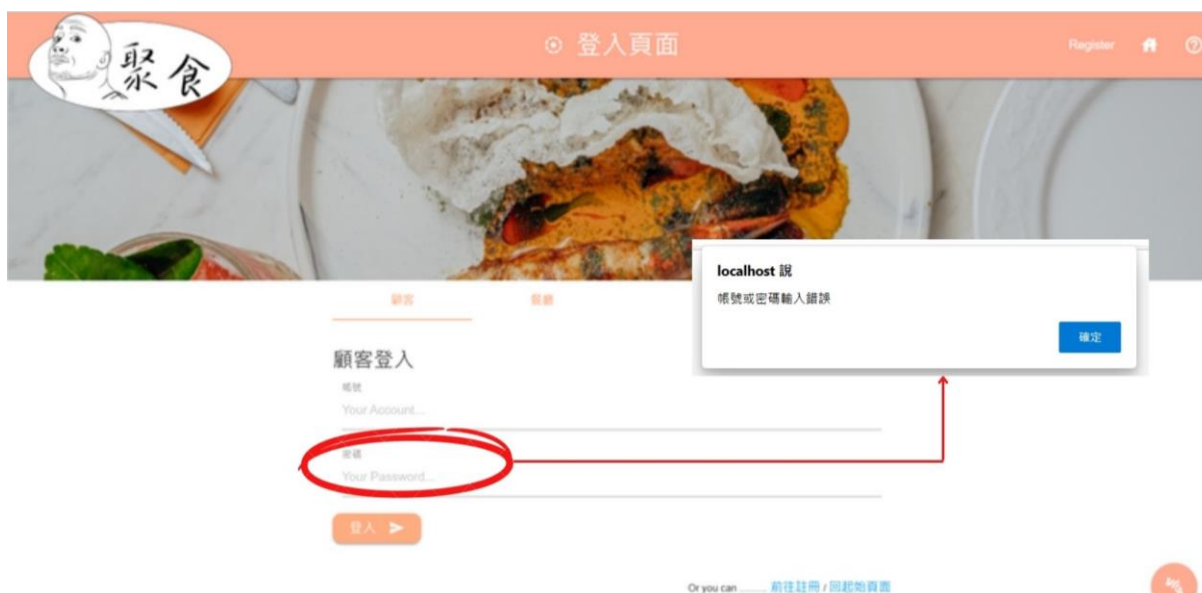 聚食
登入頁面
Register
localhost 說
帳號或密碼輸入錯誤
確定
顧客
餐廳
顧客登入
帳號
Your Account...
密碼
Your Password...
登入
Or you can .......... 前往註冊 / 回起始頁面